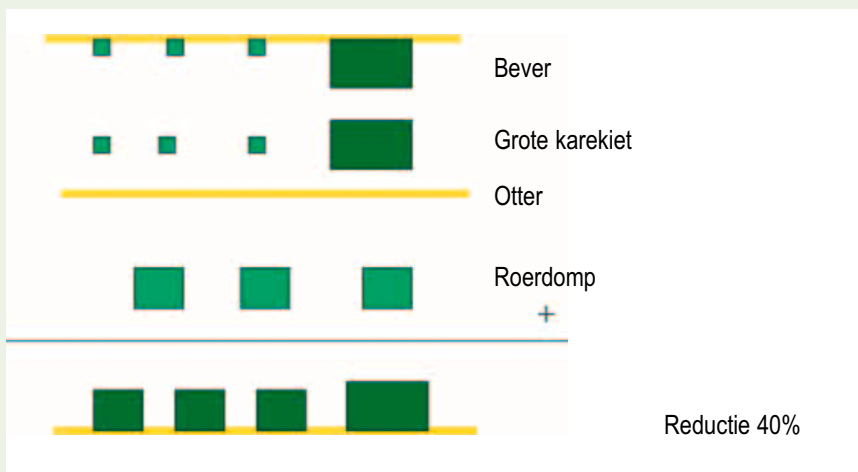 Bever
Grote karekiet
Otter
Roerdomp
+
Reductie 40%